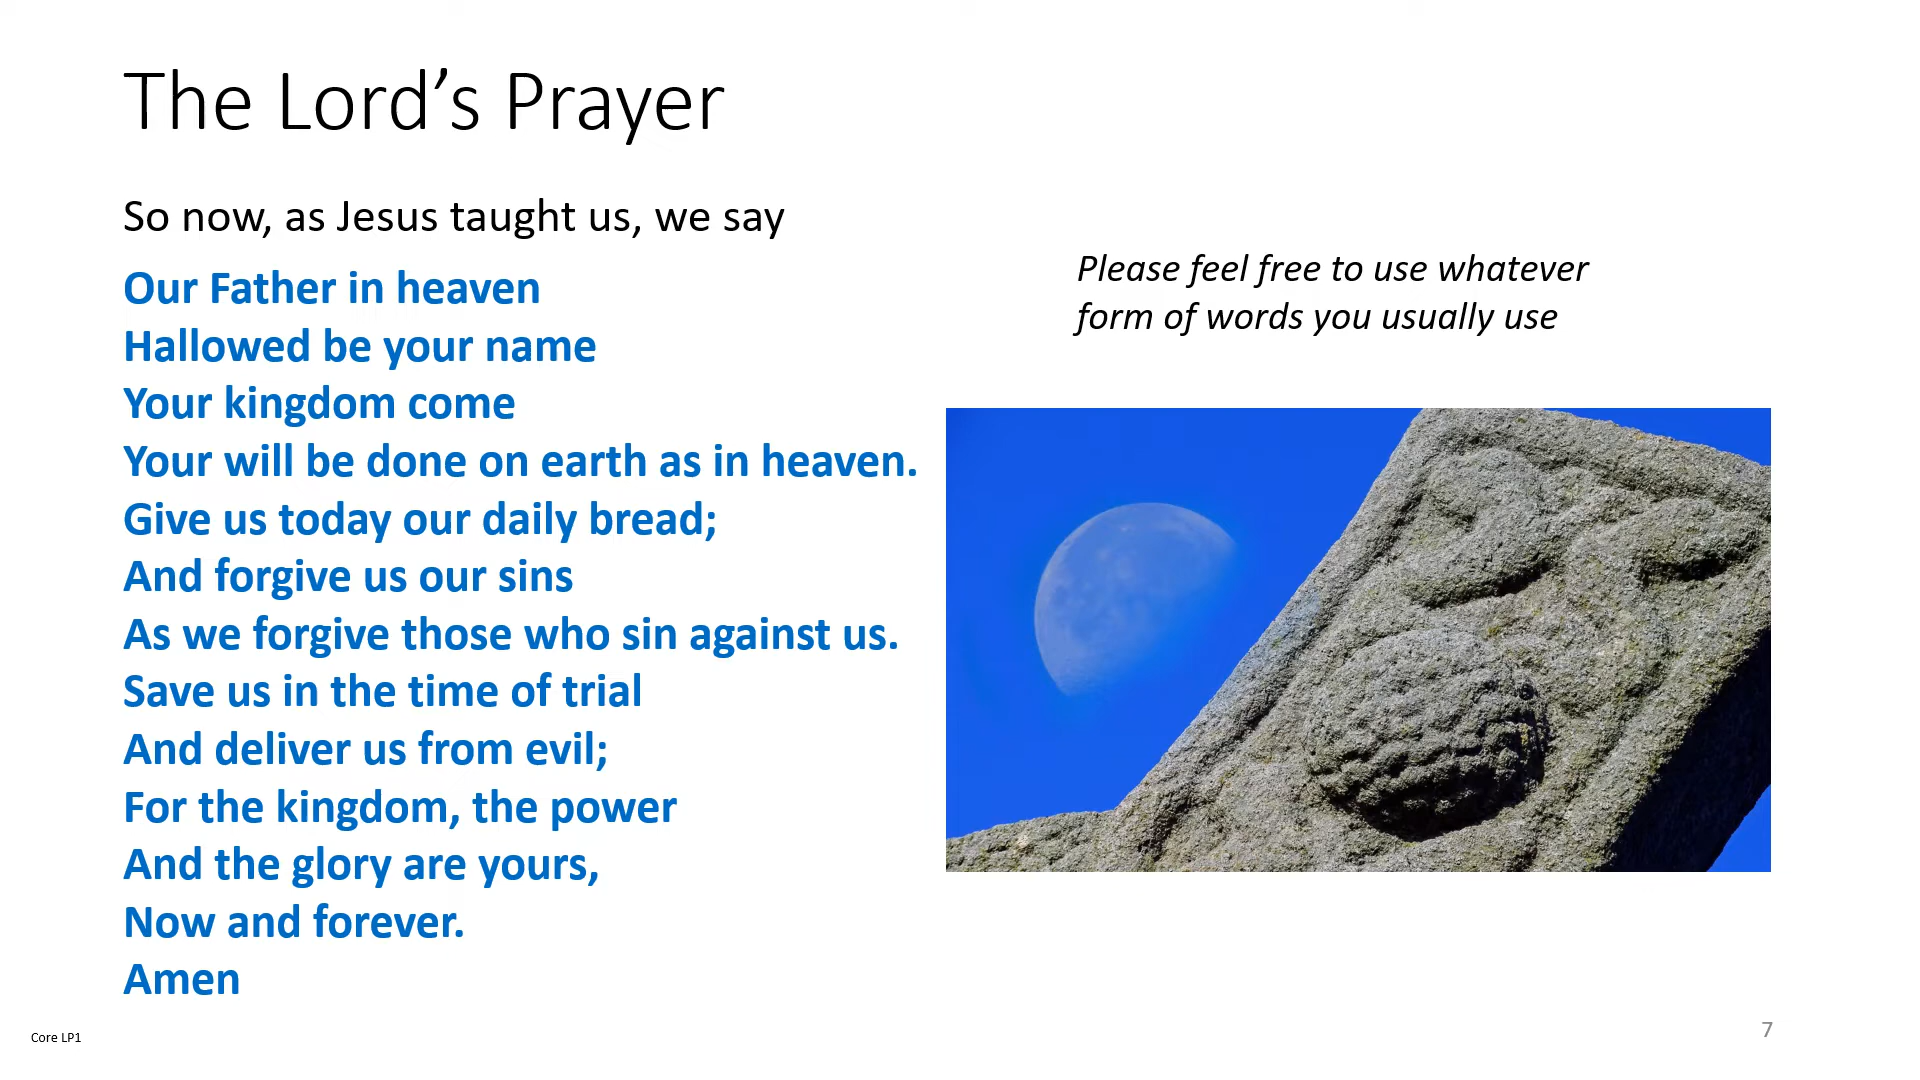 The Lord’s Prayer
So now, as Jesus taught us, we say
Our Father in heaven
Hallowed be your name
Your kingdom come
Your will be done on earth as in heaven.
Give us today our daily bread;
And forgive us our sins
As we forgive those who sin against us.
Save us in the time of trial
And deliver us from evil;
For the kingdom, the power
And the glory are yours,
Now and forever.
Amen
Please feel free to use whatever
form of words you usually use
Core LP1
7